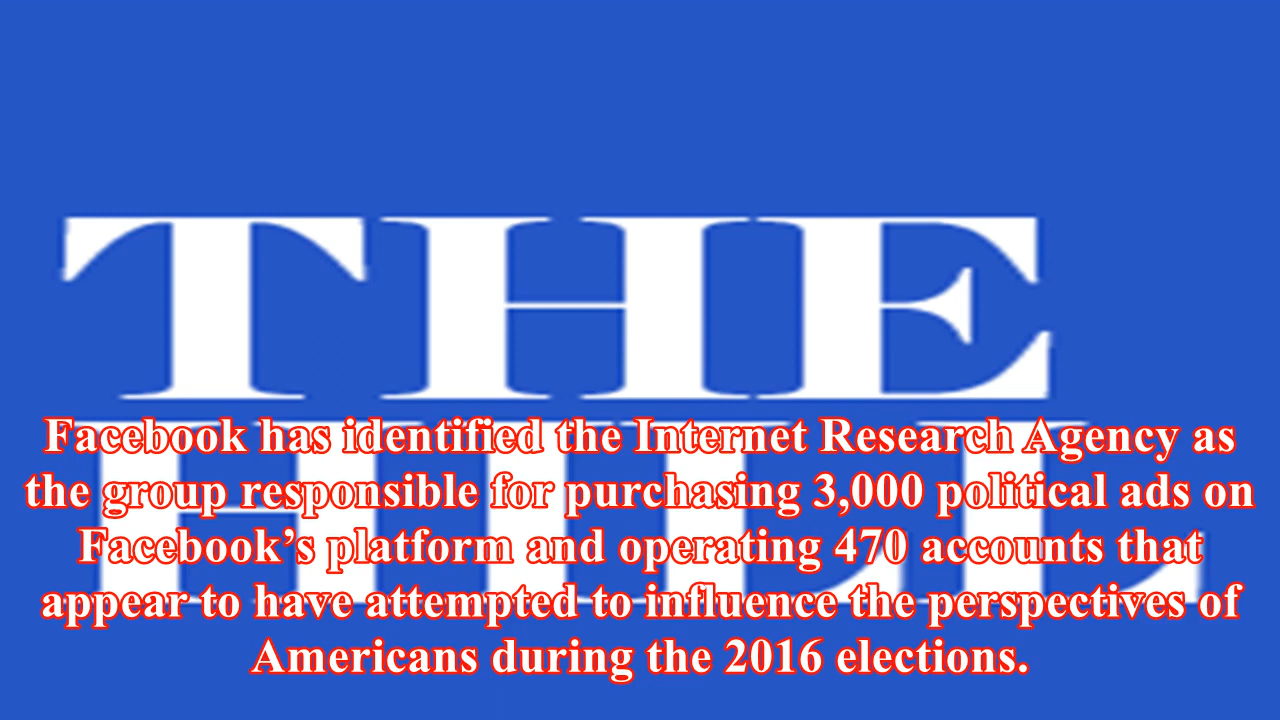 THE
HILL
Facebook has identified the Internet Research Agency as
the group responsible for purchasing 3,000 political ads on
Facebook’s platform and operating 470 accounts that
appear to have attempted to influence the perspectives of
Americans during the 2016 elections.